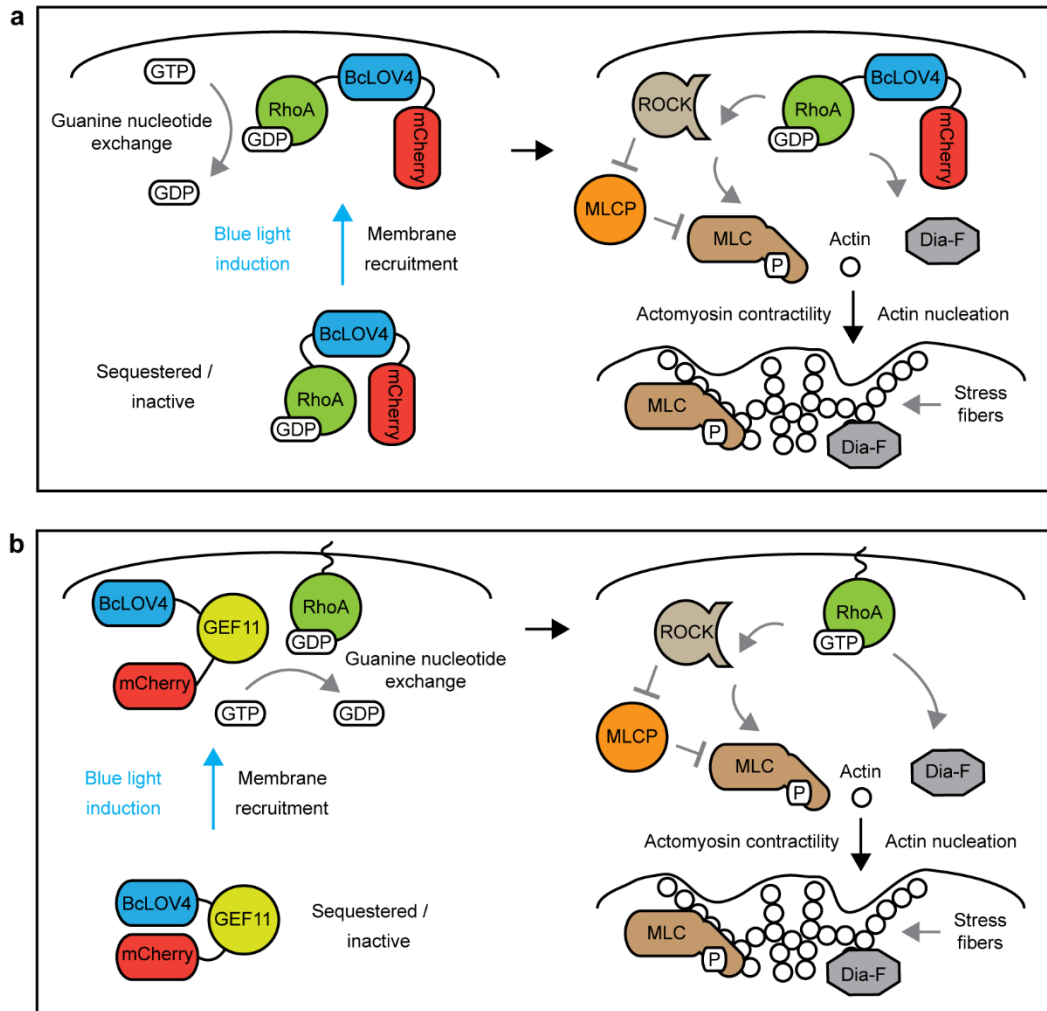 a
GTP
BcLOV4
RhoA
GDP
mCherry
Guanine nucleotide
exchange
GDP
Blue light
induction
Membrane
recruitment
BcLOV4
Sequestered /
inactive
RhoA
GDP
mCherry
ROCK
BcLOV4
RhoA
GDP
mCherry
MLCP
MLC
P
Actin
Dia-F
Actomyosin contractility
Actin nucleation
MLC
P
Dia-F
Stress
fibers
b
BcLOV4
GEF11
RhoA
GDP
mCherry
Guanine nucleotide
exchange
GTP
GDP
Blue light
induction
Membrane
recruitment
BcLOV4
GEF11
mCherry
Sequestered /
inactive
ROCK
RhoA
GTP
MLCP
MLC
P
Actin
Dia-F
Actomyosin contractility
Actin nucleation
MLC
P
Dia-F
Stress
fibers